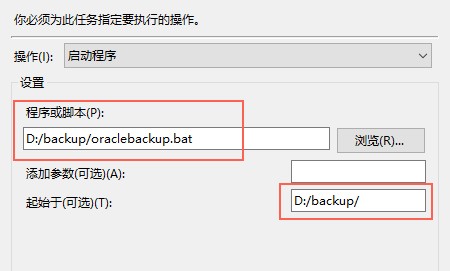 你必须为此任务指定要执行的操作。
操作(I): 启动程序
设置
程序或脚本(P):
D:/backup/oraclebackup.bat 浏览(R)...
添加参数(可选)(A):
起始于(可选)(T): D:/backup/